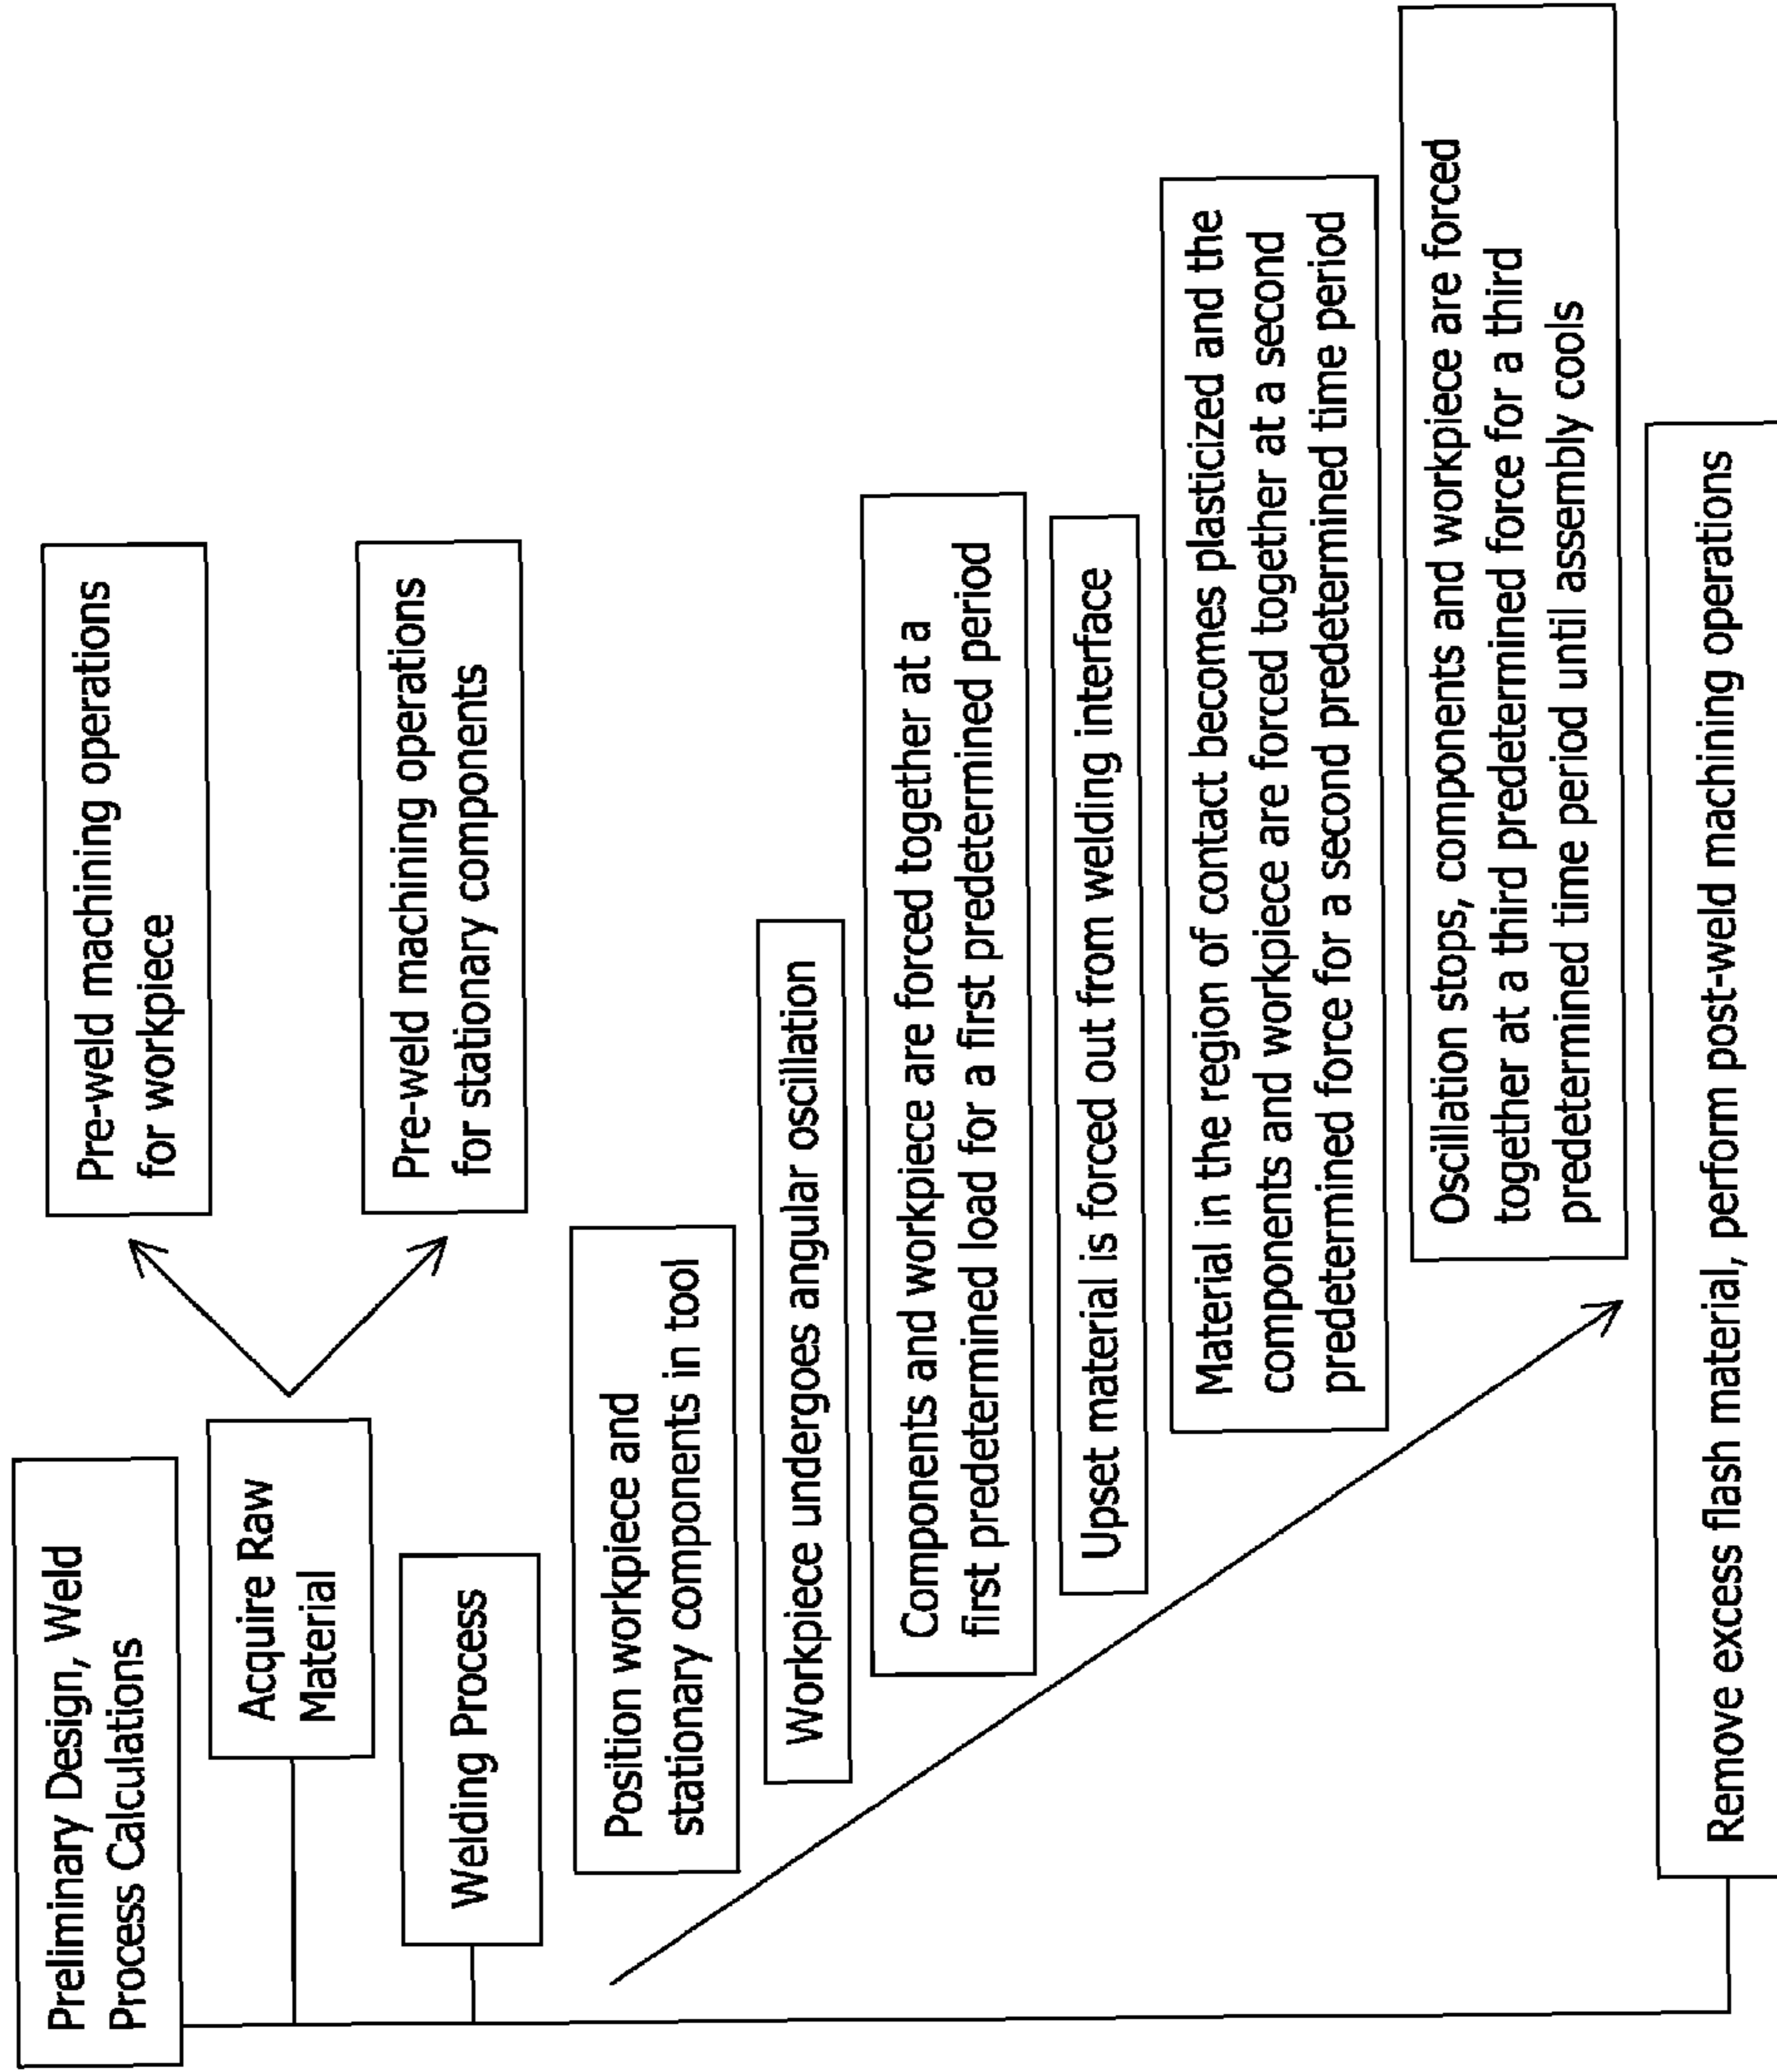 Preliminary Design, Weld
Process Calculations
Acquire Raw
Material
Pre-weld machining operations
for workpiece
Pre-weld machining operations
for stationary components
Welding Process
Position workpiece and
stationary components in tool
Workpiece undergoes angular oscillation
Components and workpiece are forced together at a
first predetermined load for a first predetermined period
Upset material is forced out from welding interface
Material in the region of contact becomes plasticized and the
components and workpiece are forced together at a second
predetermined force for a second predetermined time period
Oscillation stops, components and workpiece are forced
together at a third predetermined force for a third
predetermined time period until assembly cools
Remove excess flash material, perform post-weld machining operations